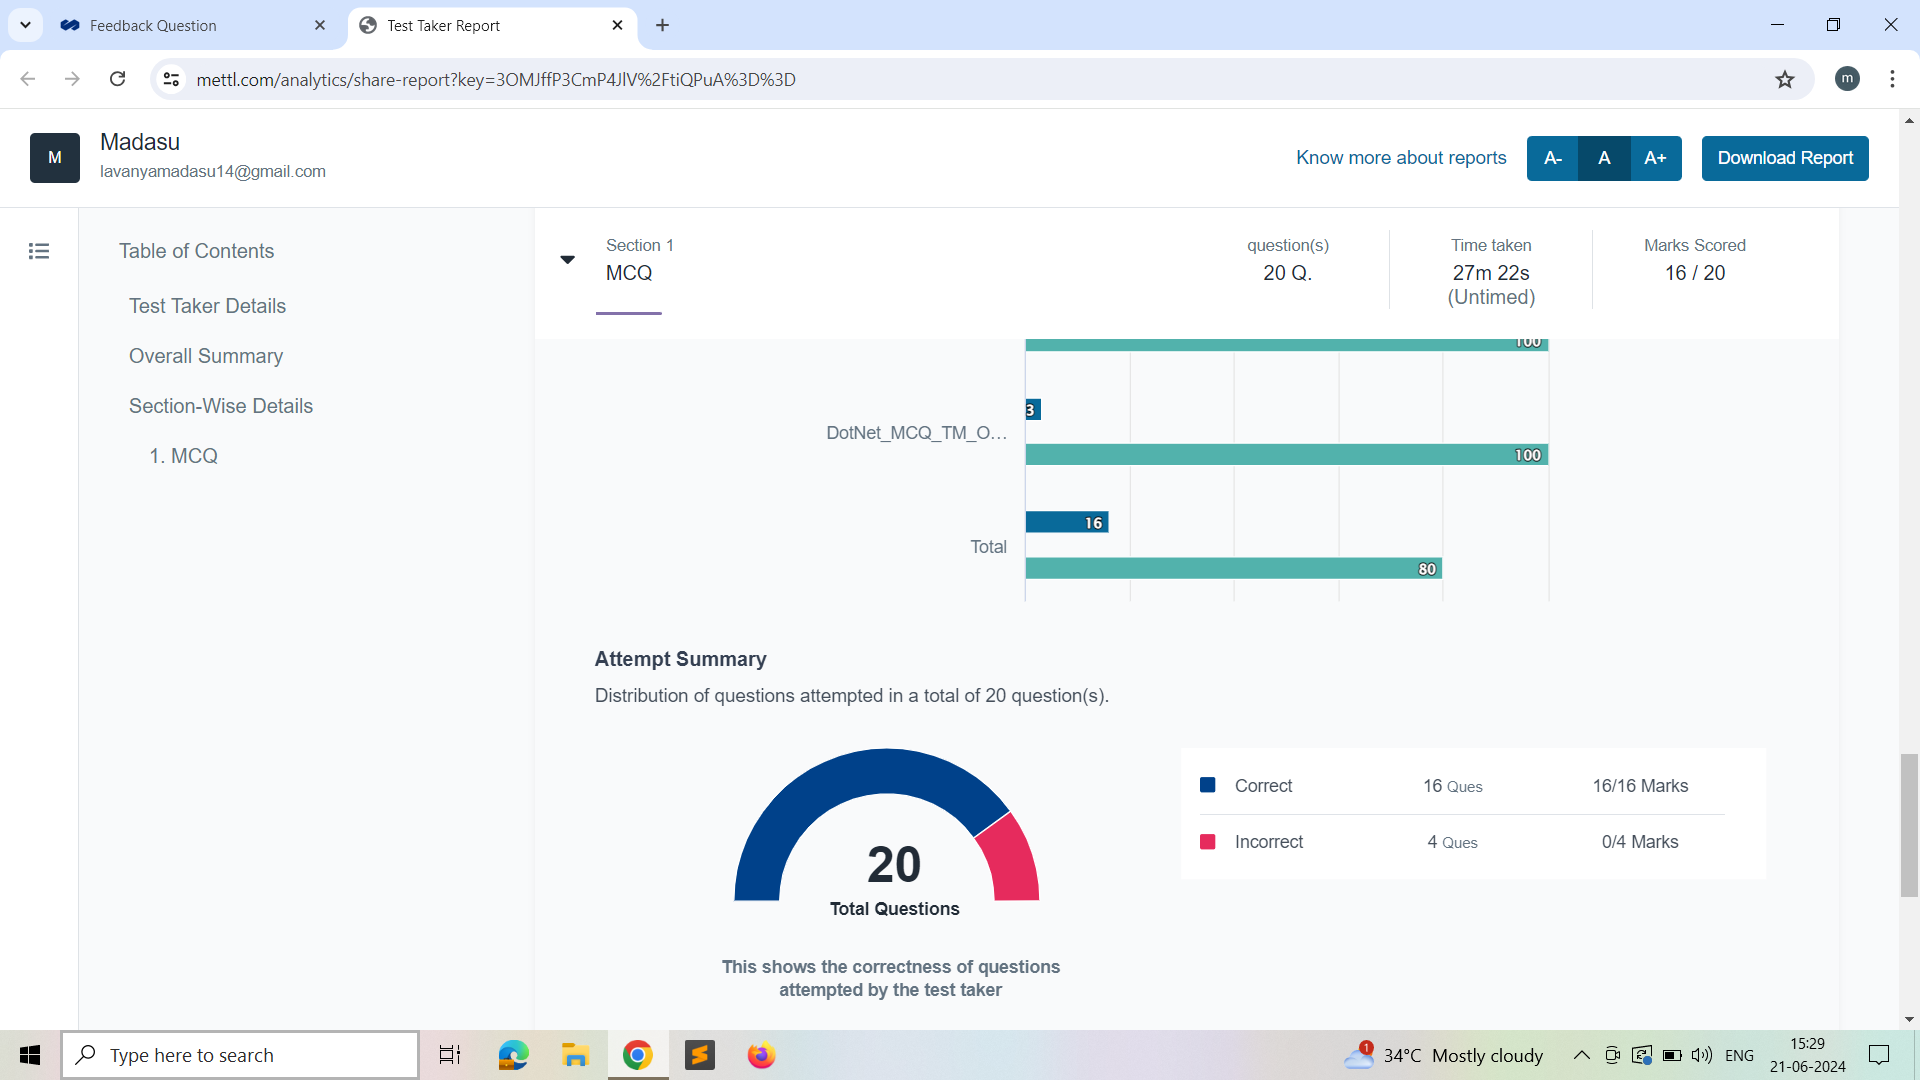 Feedback Question
Test Taker Report
mettl.com/analytics/share-report?key=3OMJffP3CmP4JlV%2FtiQPuA%3D%3D
m
M
Madasu
lavanyamadasu14@gmail.com
Know more about reports
A-
A
A+
Download Report
Table of Contents
Test Taker Details
Overall Summary
Section-Wise Details
1. MCQ
Section 1
MCQ
question(s)
20 Q.
Time taken
27m 22s
(Untimed)
Marks Scored
16 / 20
100
3
DotNet_MCQ_TM_O...
100
16
Total
80
Attempt Summary
Distribution of questions attempted in a total of 20 question(s).
20
Total Questions
This shows the correctness of questions
attempted by the test taker
Correct 16 Ques 16/16 Marks
Incorrect 4 Ques 0/4 Marks
Type here to search
1
34°C Mostly cloudy
ENG
15:29
21-06-2024